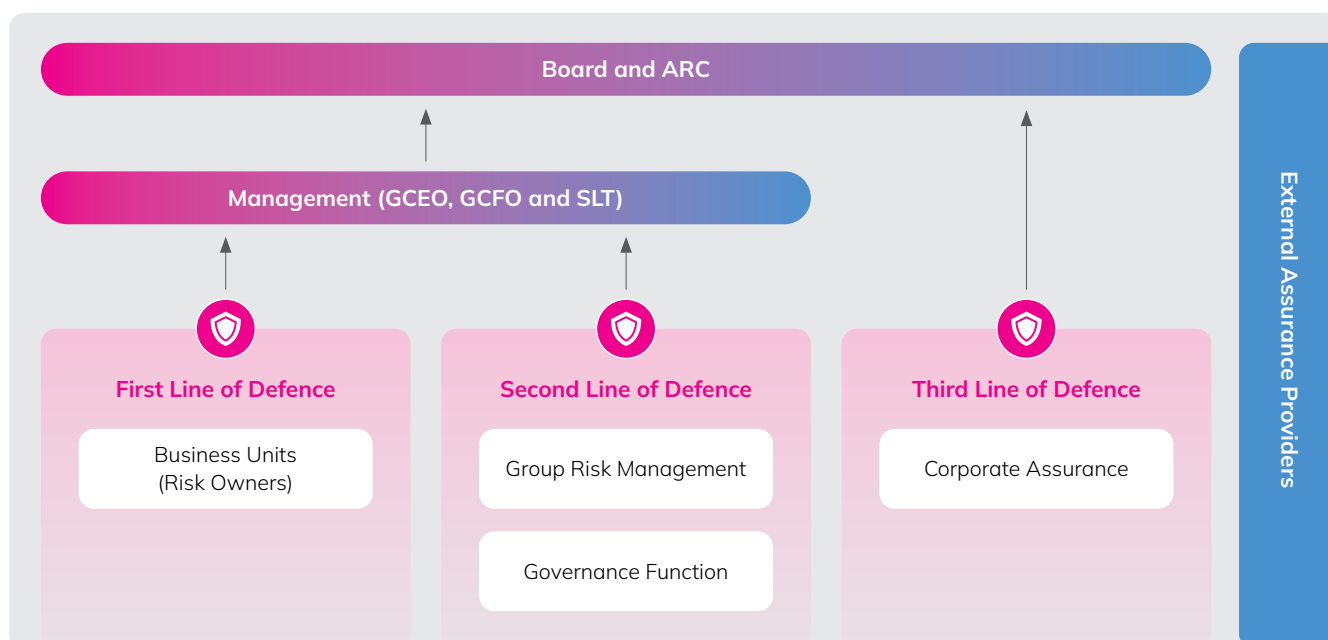 Board and ARC
Management (GCEO, GCFO and SLT)
First Line of Defence
Business Units
(Risk Owners)
Second Line of Defence
Group Risk Management
Governance Function
Third Line of Defence
Corporate Assurance
External Assurance Providers